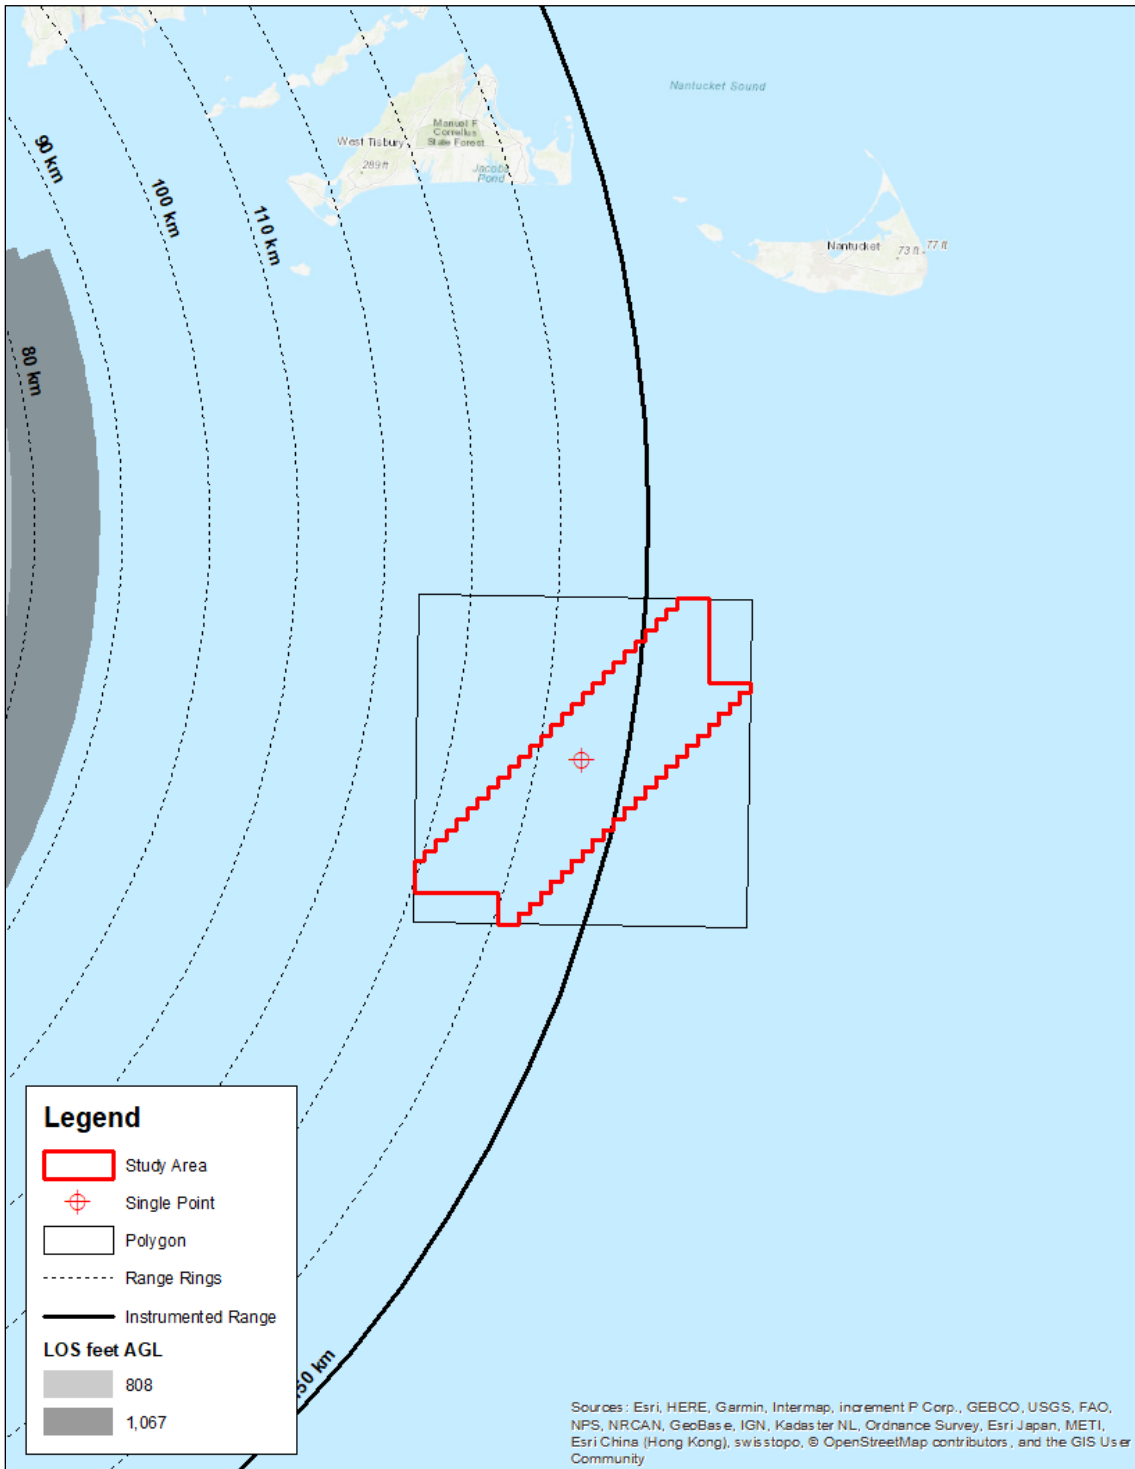 Nantucket Sound
Manuel F
Correllus
State Forest
West Tisbury
289 ft
Jacobs
Pond
90 km
100 km
110 km
Nantucket
73 ft
77 ft
80 km
Legend
Study Area
Single Point
Polygon
Range Rings
Instrumented Range
LOS feet AGL
808
1,067
50 km
Sources: Esri, HERE, Garmin, Intermap, increment P Corp., GEBCO, USGS, FAO,
NPS, NRCAN, GeoBase, IGN, Kadaster NL, Ordnance Survey, Esri Japan, METI,
Esri China (Hong Kong), swisstopo, © OpenStreetMap contributors, and the GIS User
Community